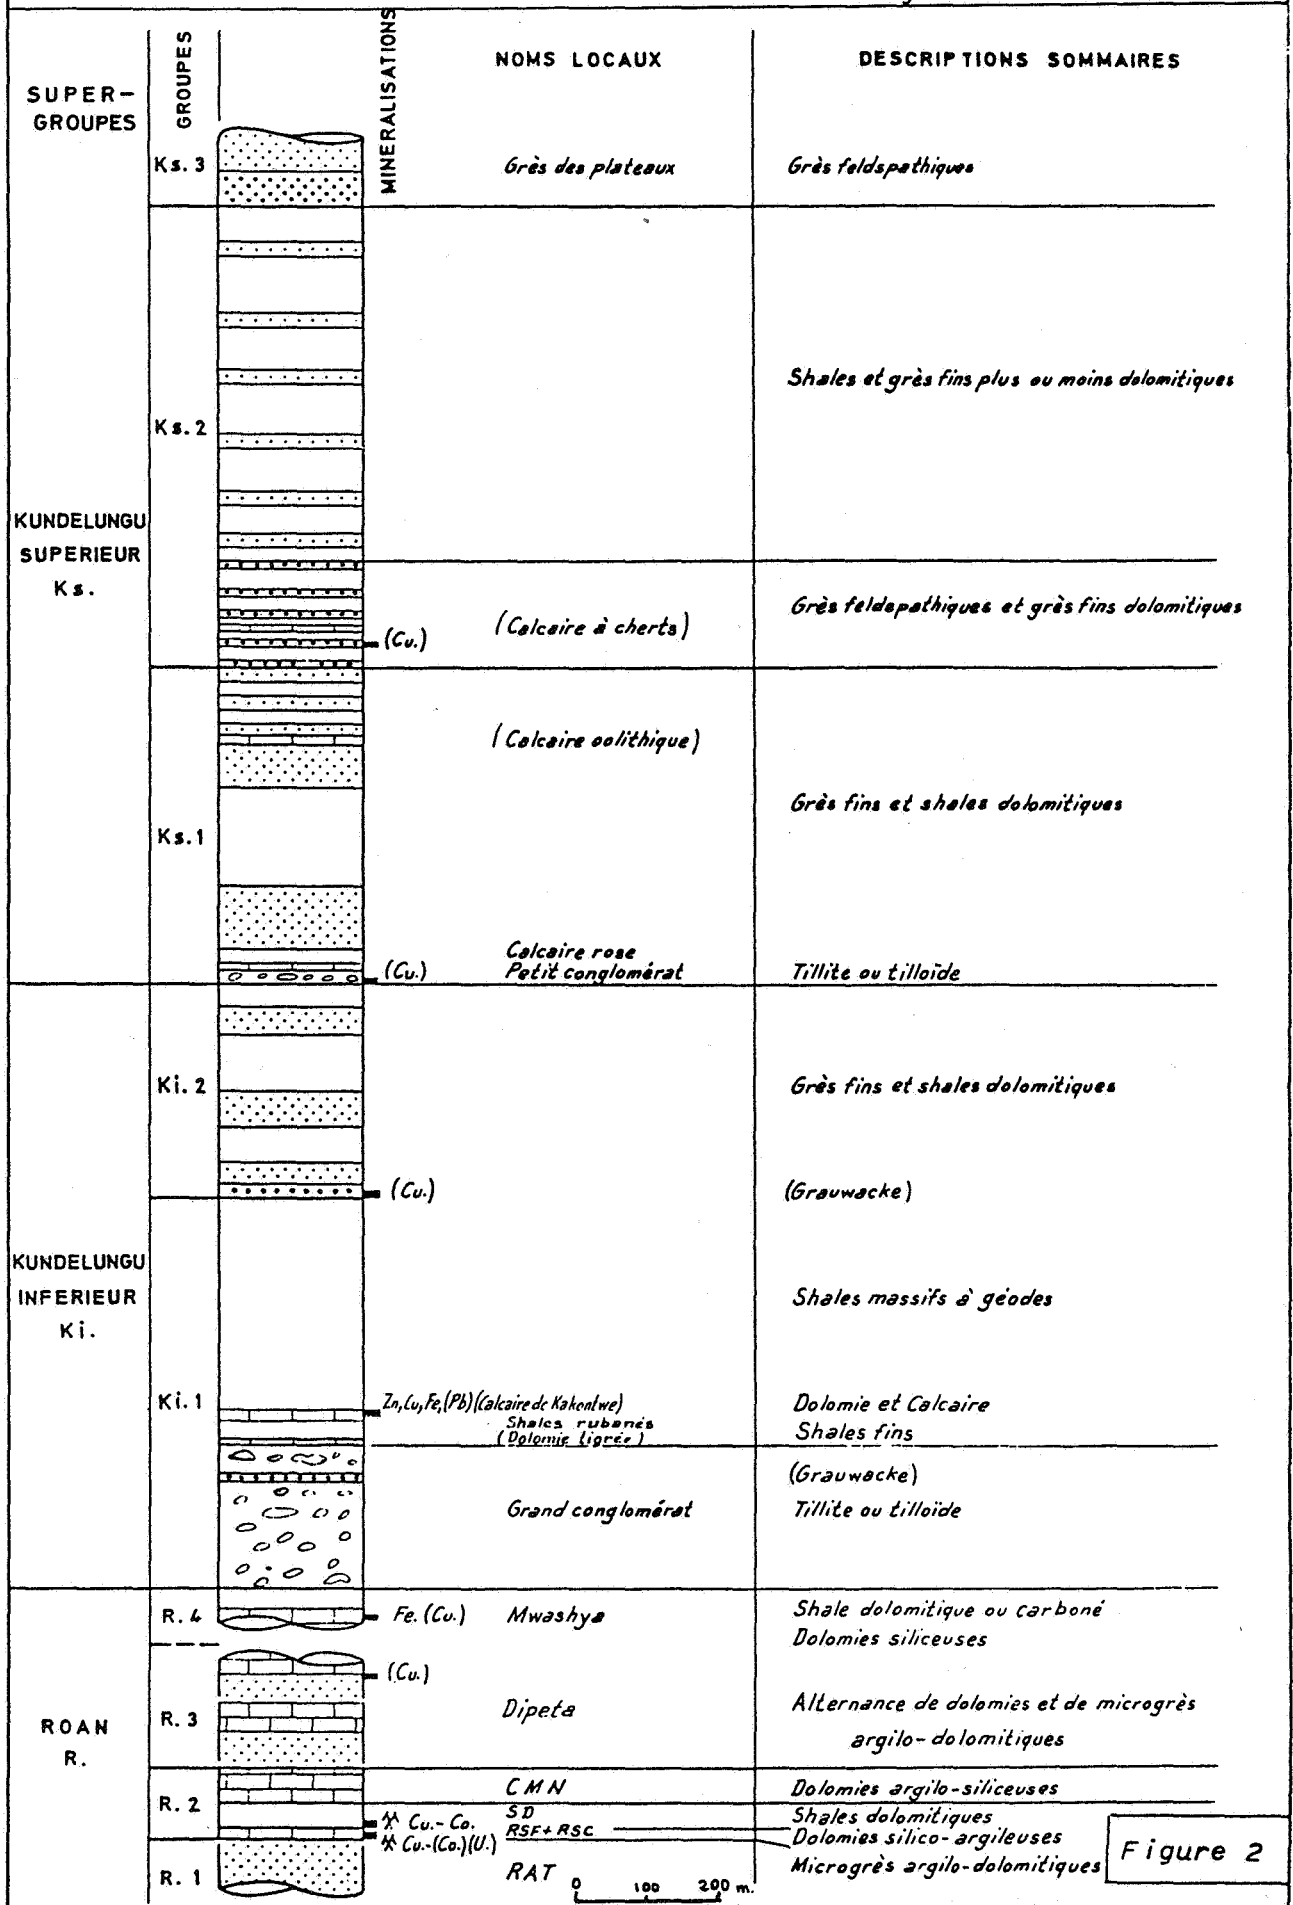 SUPER-
GROUPES
GROUPES
MINERALISATIONS
NOMS LOCAUX
DESCRIPTIONS SOMMAIRES
Ks. 3
Grès des plateaux
Grès feldspathiques
Ks. 2
Shales et grès fins plus ou moins dolomitiques
KUNDELUNGU
SUPERIEUR
Ks.
(Cu.)
(Calcaire à cherts)
Grès feldspathiques et grès fins dolomitiques
Ks.1
(Calcaire oolithique)
Grès fins et shales dolomitiques
Calcaire rose
(Cu.)
Petit conglomérat
Tillite ou tilloïde
Ki. 2
Grès fins et shales dolomitiques
(Cu.)
(Grauwacke)
KUNDELUNGU
INFERIEUR
Ki.
Shales massifs à géodes
Ki. 1
Zn, Cu, Fe, (Pb) (Calcaire de Kakontwe)
Dolomie et Calcaire
Shales rubanés
Shales fins
(Dolomie tigrée)
(Grauwacke)
Grand conglomérat
Tillite ou tilloïde
R. 4
Fe. (Cu.)
Mwashya
Shale dolomitique ou carboné
Dolomies siliceuses
(Cu.)
ROAN
R.
R. 3
Dipeta
Alternance de dolomies et de microgrès
argilo-dolomitiques
R. 2
CMN
Dolomies argilo-siliceuses
Cu.-Co.
SD
Shales dolomitiques
Cu.-(Co.)(U.)
RSF+RSC
Dolomies silico-argileuses
R. 1
RAT
Microgrès argilo-dolomitiques
0 100 200 m.
Figure 2